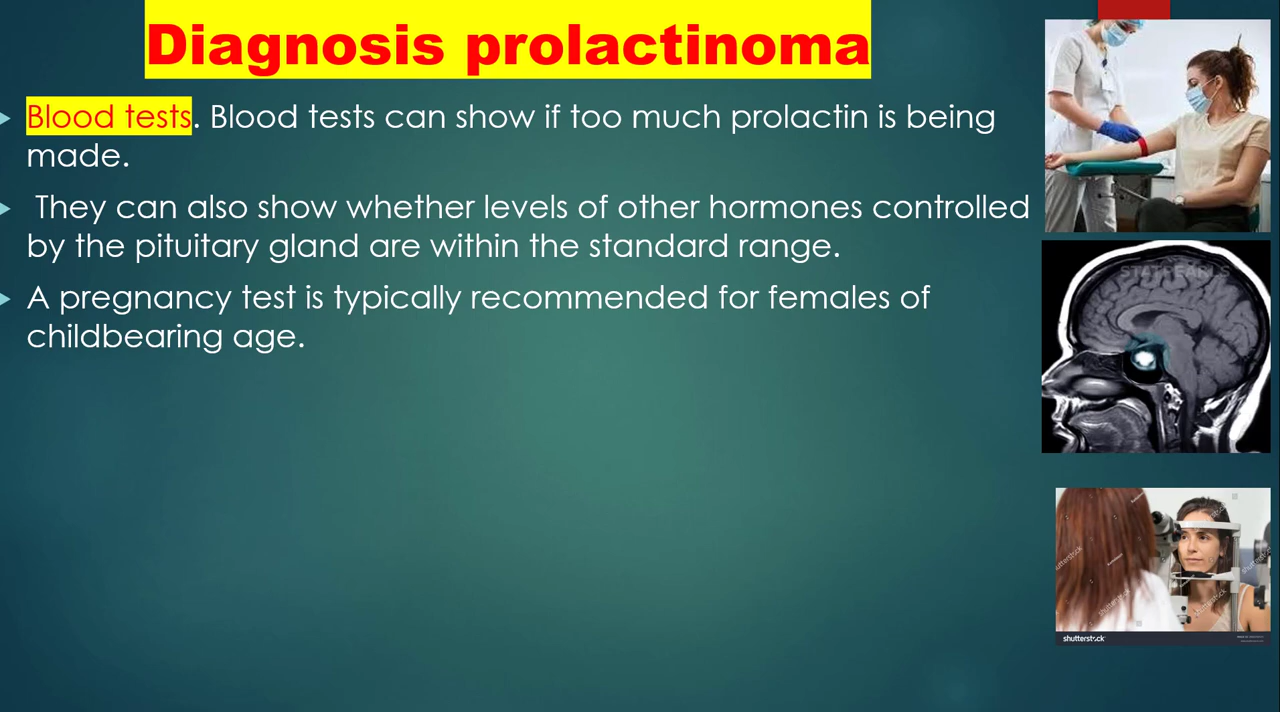 Diagnosis prolactinoma
Blood tests. Blood tests can show if too much prolactin is being
made.
They can also show whether levels of other hormones controlled
by the pituitary gland are within the standard range.
A pregnancy test is typically recommended for females of
childbearing age.
STATPEARLS
shutterstock